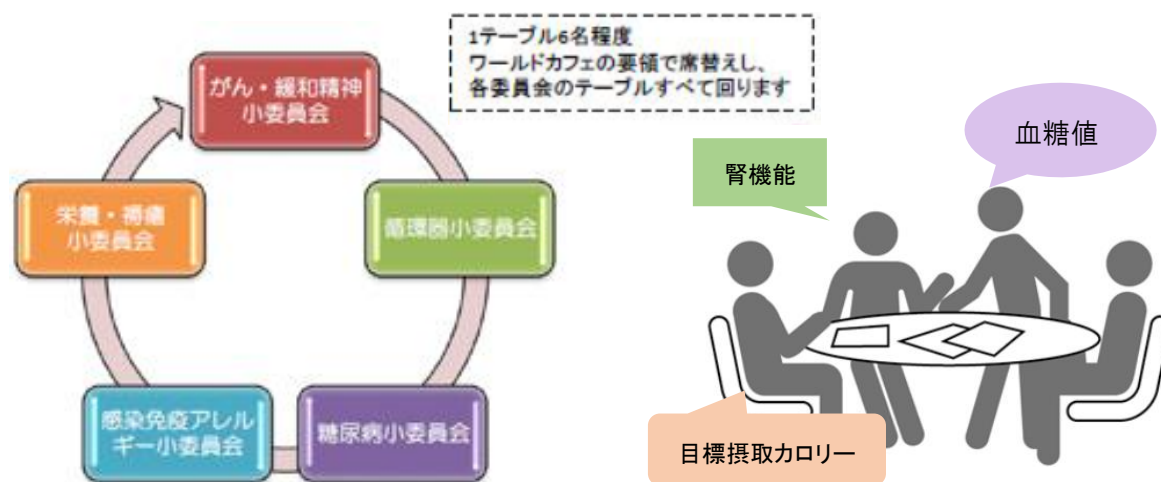 1テーブル6名程度
ワールドカフェの要領で席替えし、
各委員会のテーブルすべて回ります
がん・緩和精神
小委員会
循環器小委員会
糖尿病小委員会
感染免疫アレル
ギー小委員会
栄養・褥瘡
小委員会
血糖値
腎機能
目標摂取カロリー